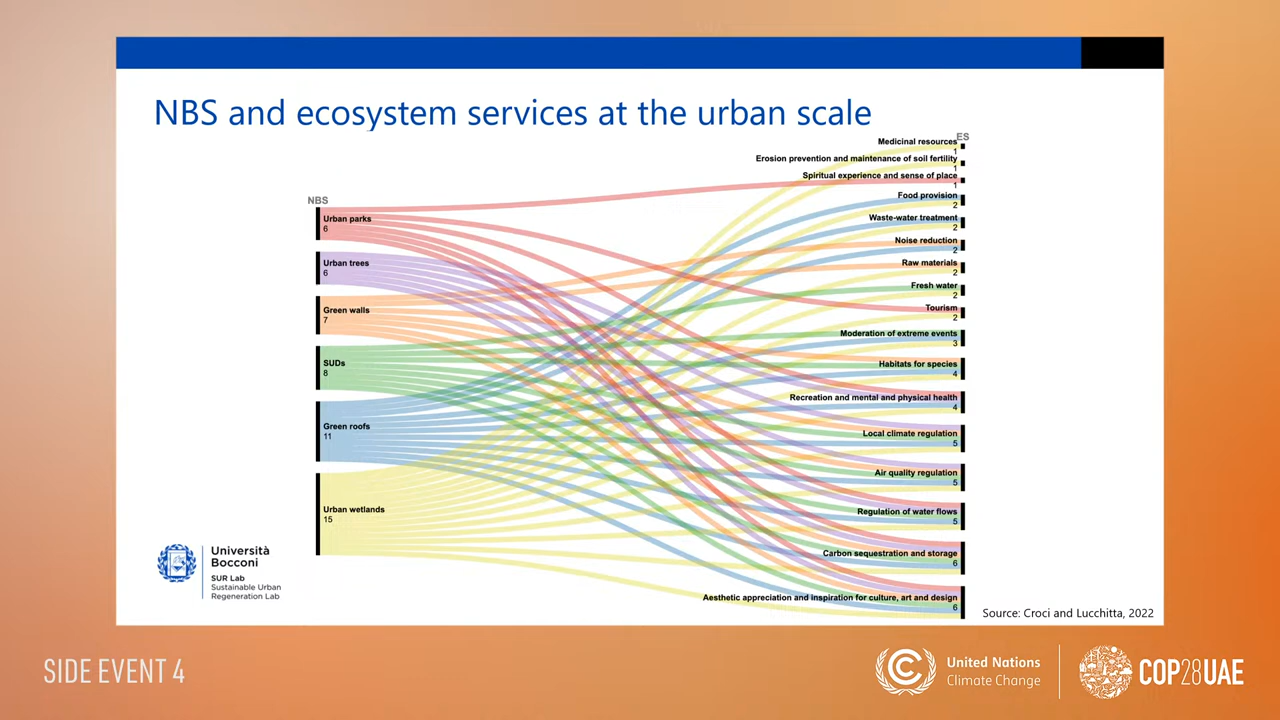 NBS and ecosystem services at the urban scale
ES
Medicinal resources
1
Erosion prevention and maintenance of soil fertility
1
Spiritual experience and sense of place
1
Food provision
2
Waste-water treatment
2
Noise reduction
2
Raw materials
2
Fresh water
2
Tourism
2
Moderation of extreme events
3
Habitats for species
4
Recreation and mental and physical health
4
Local climate regulation
5
Air quality regulation
5
Regulation of water flows
5
Carbon sequestration and storage
6
Aesthetic appreciation and inspiration for culture, art and design
6
NBS
Urban parks
6
Urban trees
6
Green walls
7
SUDs
8
Green roofs
11
Urban wetlands
15
Università
Bocconi
SUR Lab
Sustainable Urban
Regeneration Lab
Source: Croci and Lucchitta, 2022
SIDE EVENT 4
United Nations
Climate Change
COP28UAE